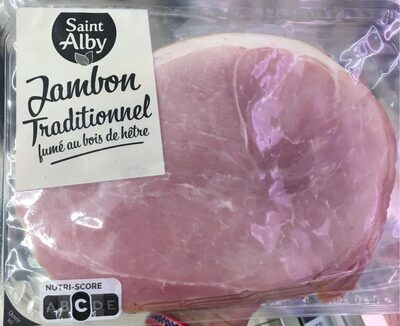 Saint
Alby
Jambon
Traditionnel
fumé au bois de hêtre
NUTRI-SCORE
A B C D E